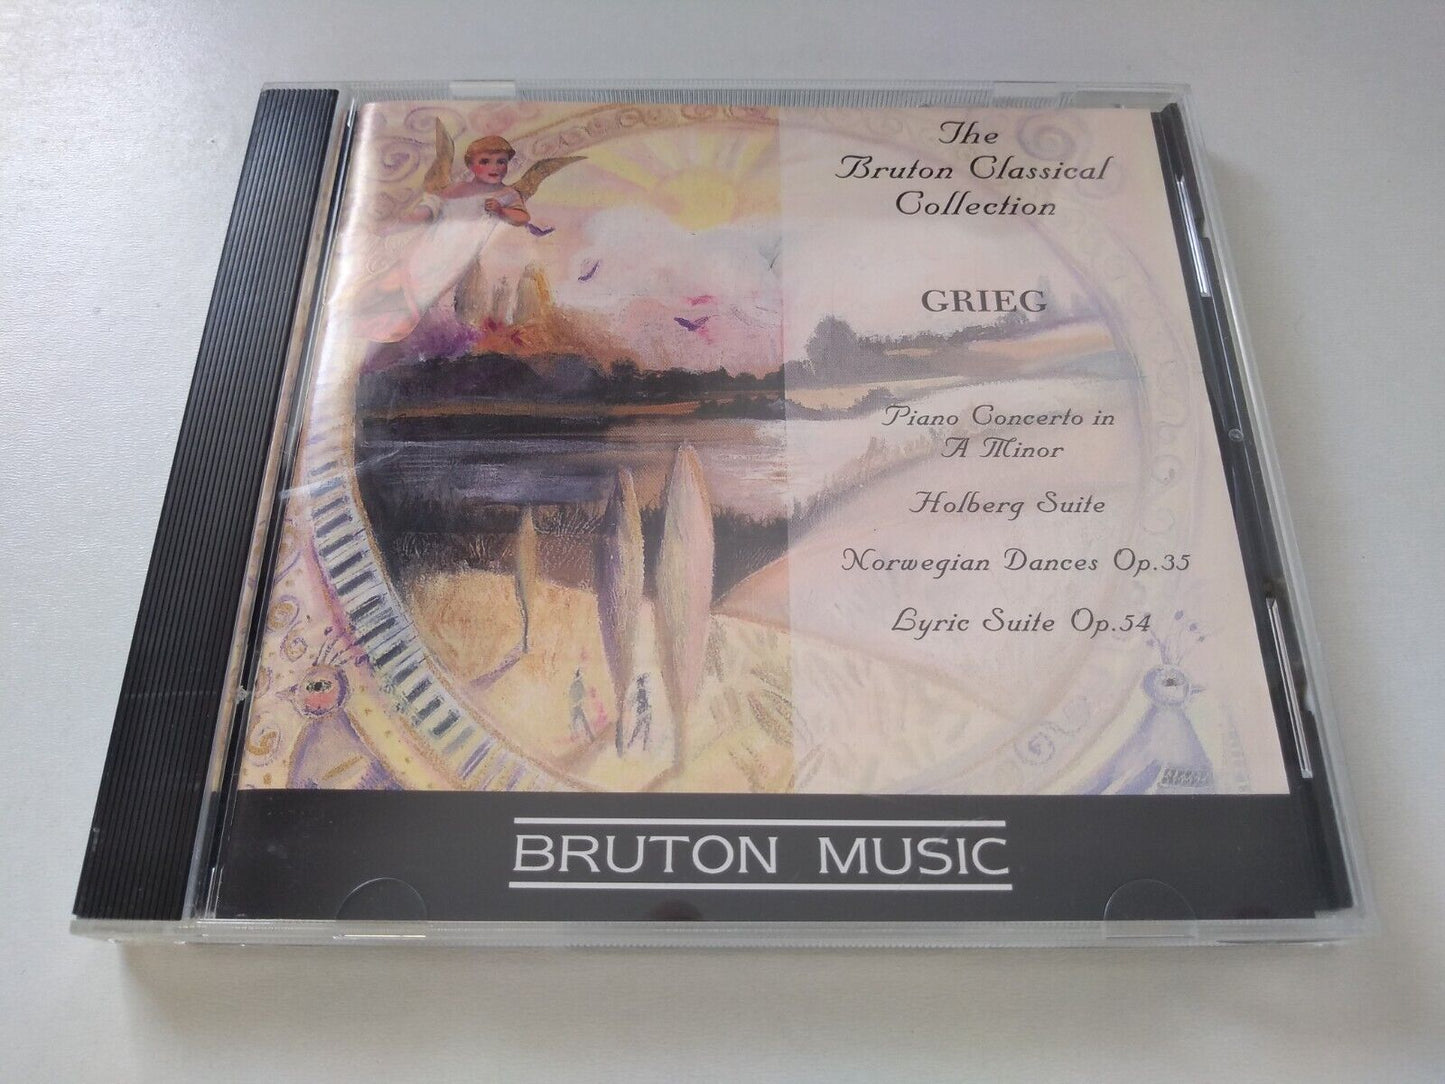 The
Bruton Classical
Collection
GRIEG
Piano Concerto in
A Minor
Holberg Suite
Norwegian Dances Op.35
Lyric Suite Op.54
BRUTON MUSIC